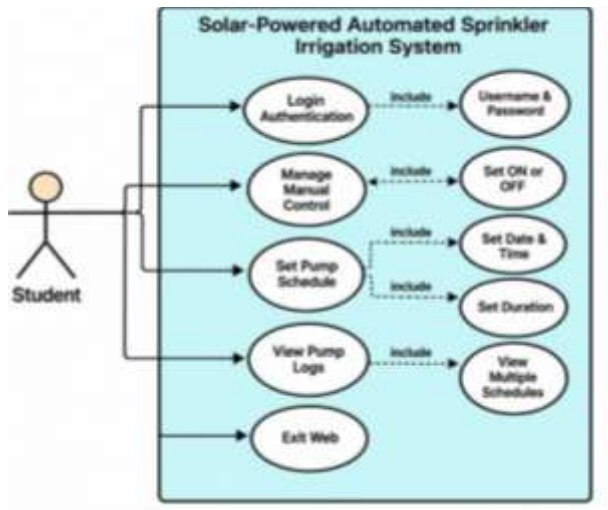 Solar-Powered Automated Sprinkler
Irrigation System
Login
Authentication
include
Username &
Password
Manage
Manual
Control
include
Set ON or
OFF
Set Pump
Schedule
include
Set Date &
Time
include
Set Duration
Student
View Pump
Logs
include
View
Multiple
Schedules
Exit Web